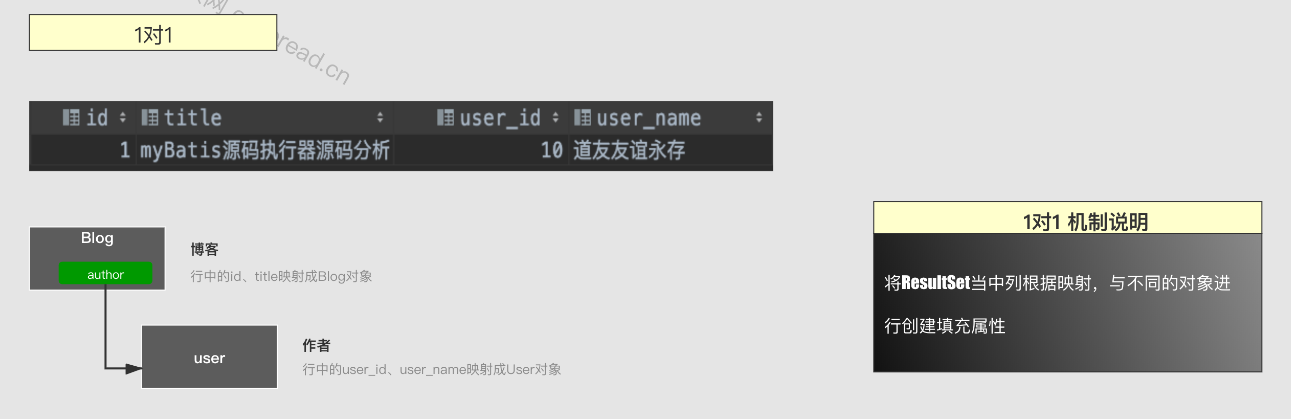 1对1
read.cn
id title user_id user_name
1 myBatis源码执行器源码分析 10 道友友谊永存
Blog
author
博客
行中的id、title映射成Blog对象
user
作者
行中的user_id、user_name映射成User对象
1对1 机制说明
将ResultSet当中列根据映射，与不同的对象进
行创建填充属性